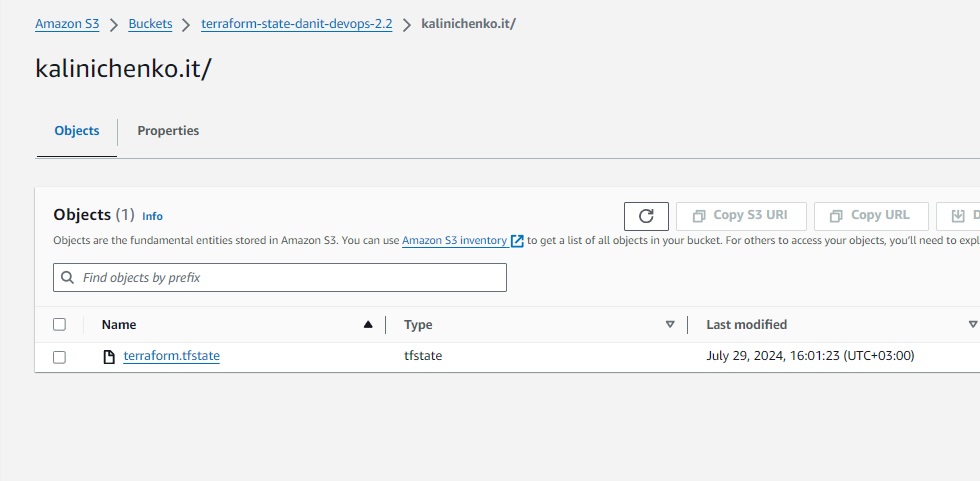 Amazon S3 > Buckets > terraform-state-danit-devops-2.2 > kalinichenko.it/
kalinichenko.it/
Objects Properties
Objects (1) Info
Copy S3 URI Copy URL D
Objects are the fundamental entities stored in Amazon S3. You can use Amazon S3 inventory to get a list of all objects in your bucket. For others to access your objects, you'll need to expl
Find objects by prefix
Name Type Last modified
terraform.tfstate tfstate July 29, 2024, 16:01:23 (UTC+03:00)